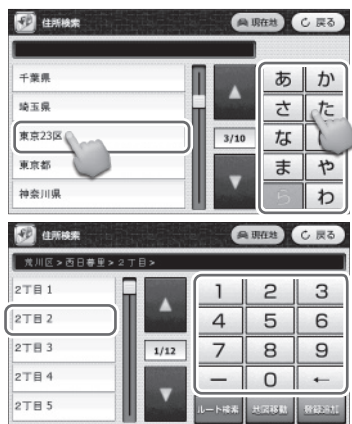 住所検索
現在地
戻る
千葉県
埼玉県
東京23区
東京都
神奈川県
3/10
あ か
さ た
な
ま や
ら わ
住所検索
現在地
戻る
荒川区>西日暮里>2丁目>
2丁目 1
2丁目 2
2丁目 3
2丁目 4
2丁目 5
1/12
1 2 3
4 5 6
7 8 9
ー 0 ←
ルート検索
地図移動
登録追加